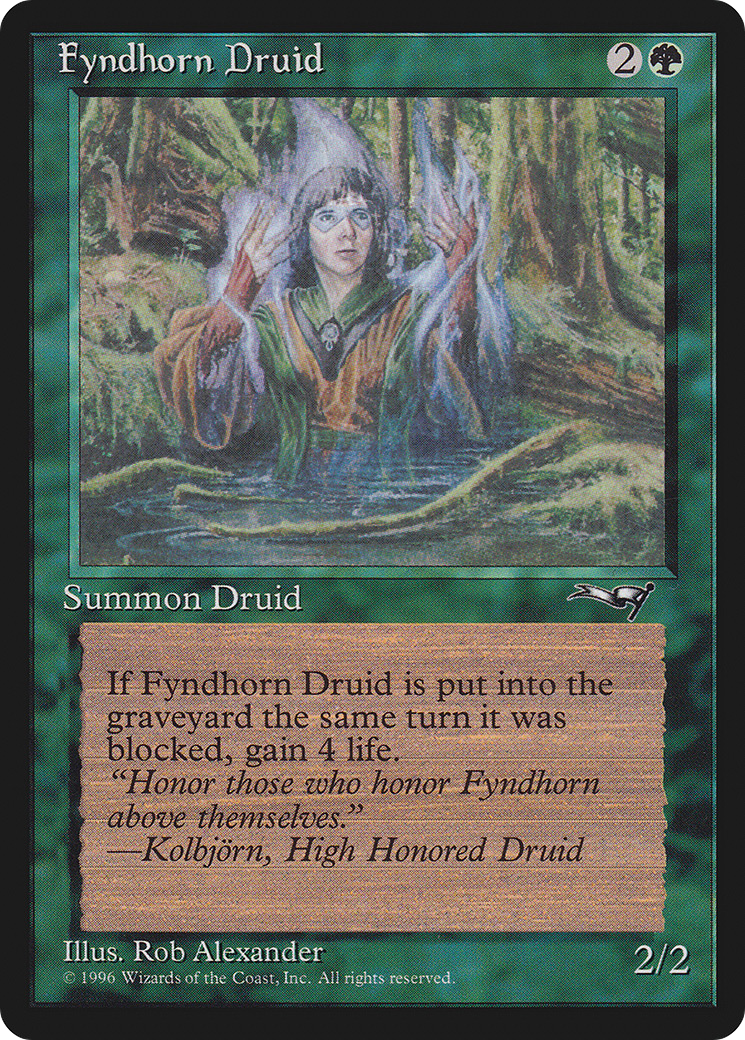 Fyndhorn Druid 2
Summon Druid
If Fyndhorn Druid is put into the
graveyard the same turn it was
blocked, gain 4 life.
“Honor those who honor Fyndhorn
above themselves.”
—Kolbjörn, High Honored Druid
Illus. Rob Alexander
© 1996 Wizards of the Coast, Inc. All rights reserved.
2/2